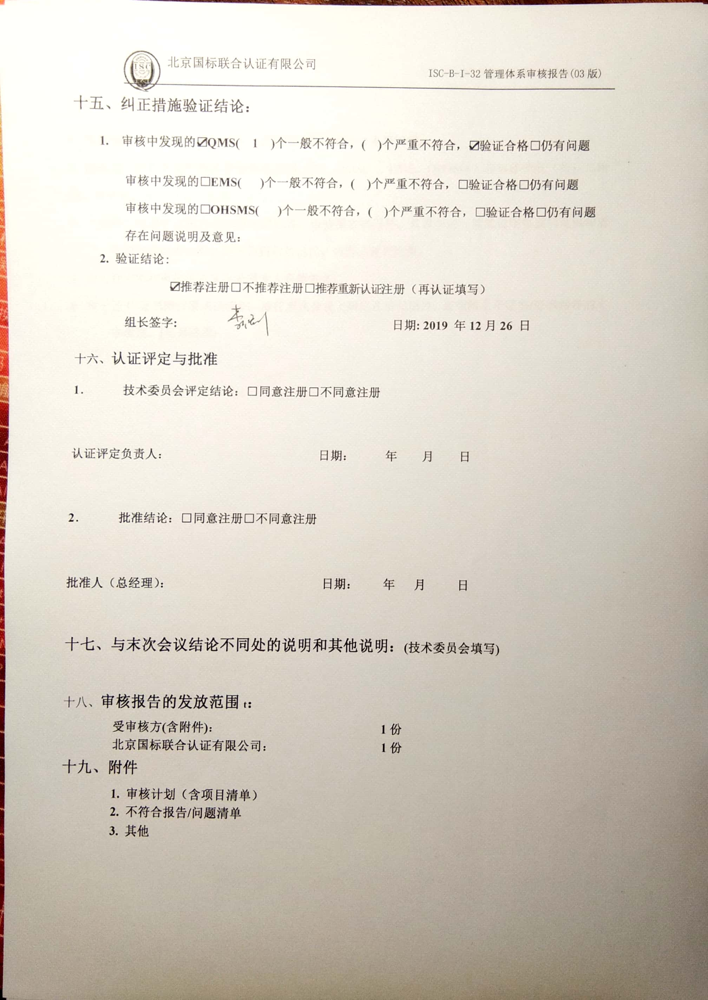 ISC
北京国标联合认证有限公司
ISC-B-I-32 管理体系审核报告(03 版)
十五、纠正措施验证结论：
1. 审核中发现的☑QMS( 1 )个一般不符合，( )个严重不符合，☑验证合格□仍有问题
审核中发现的□EMS( )个一般不符合，( )个严重不符合，□验证合格□仍有问题
审核中发现的□OHSMS( )个一般不符合，( )个严重不符合，□验证合格□仍有问题
存在问题说明及意见：
2. 验证结论：
☑推荐注册□不推荐注册□推荐重新认证注册（再认证填写）
组长签字： 日期: 2019 年 12 月 26 日
十六、认证评定与批准
1. 技术委员会评定结论：□同意注册□不同意注册
认证评定负责人： 日期： 年 月 日
2. 批准结论：□同意注册□不同意注册
批准人（总经理）： 日期： 年 月 日
十七、与末次会议结论不同处的说明和其他说明：(技术委员会填写)
十八、审核报告的发放范围 t：
受审核方(含附件)： 1 份
北京国标联合认证有限公司： 1 份
十九、附件
1. 审核计划（含项目清单）
2. 不符合报告/问题清单
3. 其他